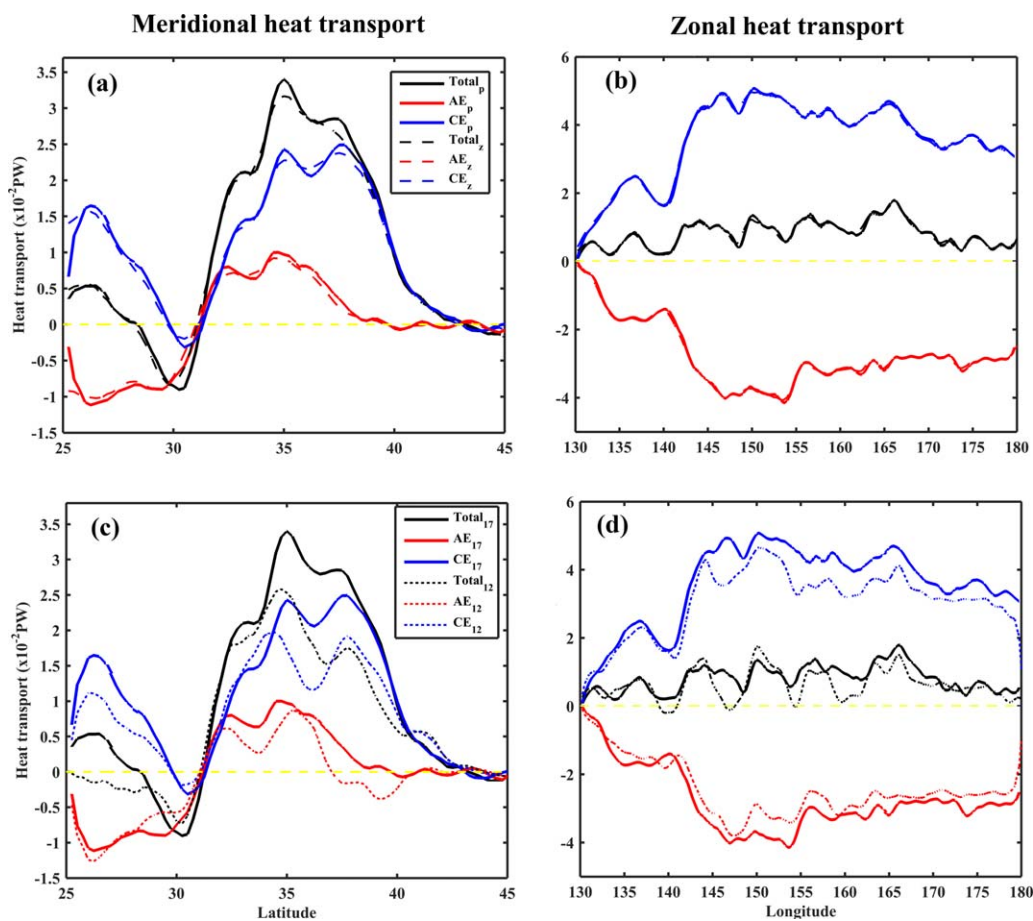 Meridional heat transport
Zonal heat transport
(a)
Heat transport (x10⁻²PW)
3.5
3
2.5
2
1.5
1
0.5
0
-0.5
-1
-1.5
25 30 35 40 45
Total_p
AE_p
CE_p
Total_z
AE_z
CE_z
(b)
6
4
2
0
-2
-4
130 135 140 145 150 155 160 165 170 175 180
(c)
Heat transport (x10⁻²PW)
3.5
3
2.5
2
1.5
1
0.5
0
-0.5
-1
-1.5
25 30 35 40 45
Latitude
Total_17
AE_17
CE_17
Total_12
AE_12
CE_12
(d)
6
4
2
0
-2
-4
130 135 140 145 150 155 160 165 170 175 180
Longitude